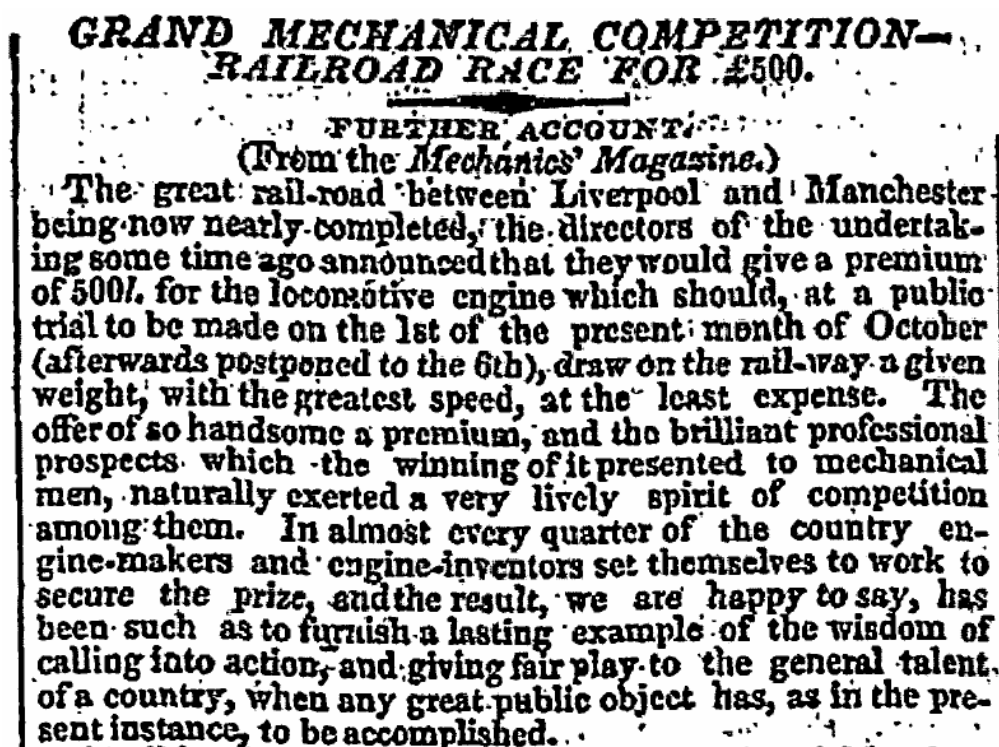 GRAND MECHANICAL COMPETITION—
RAILROAD RACE FOR £500.
FURTHER ACCOUNT.
(From the Mechanics' Magazine.)
The great rail-road between Liverpool and Manchester
being now nearly completed, the directors of the undertak-
ing some time ago announced that they would give a premium
of 500l. for the locomotive engine which should, at a public
trial to be made on the 1st of the present month of October
(afterwards postponed to the 6th), draw on the rail-way a given
weight, with the greatest speed, at the least expense. The
offer of so handsome a premium, and the brilliant professional
prospects which the winning of it presented to mechanical
men, naturally exerted a very lively spirit of competition
among them. In almost every quarter of the country en-
gine-makers and engine-inventors set themselves to work to
secure the prize, and the result, we are happy to say, has
been such as to furnish a lasting example of the wisdom of
calling into action, and giving fair play to the general talent
of a country, when any great public object has, as in the pre-
sent instance, to be accomplished.